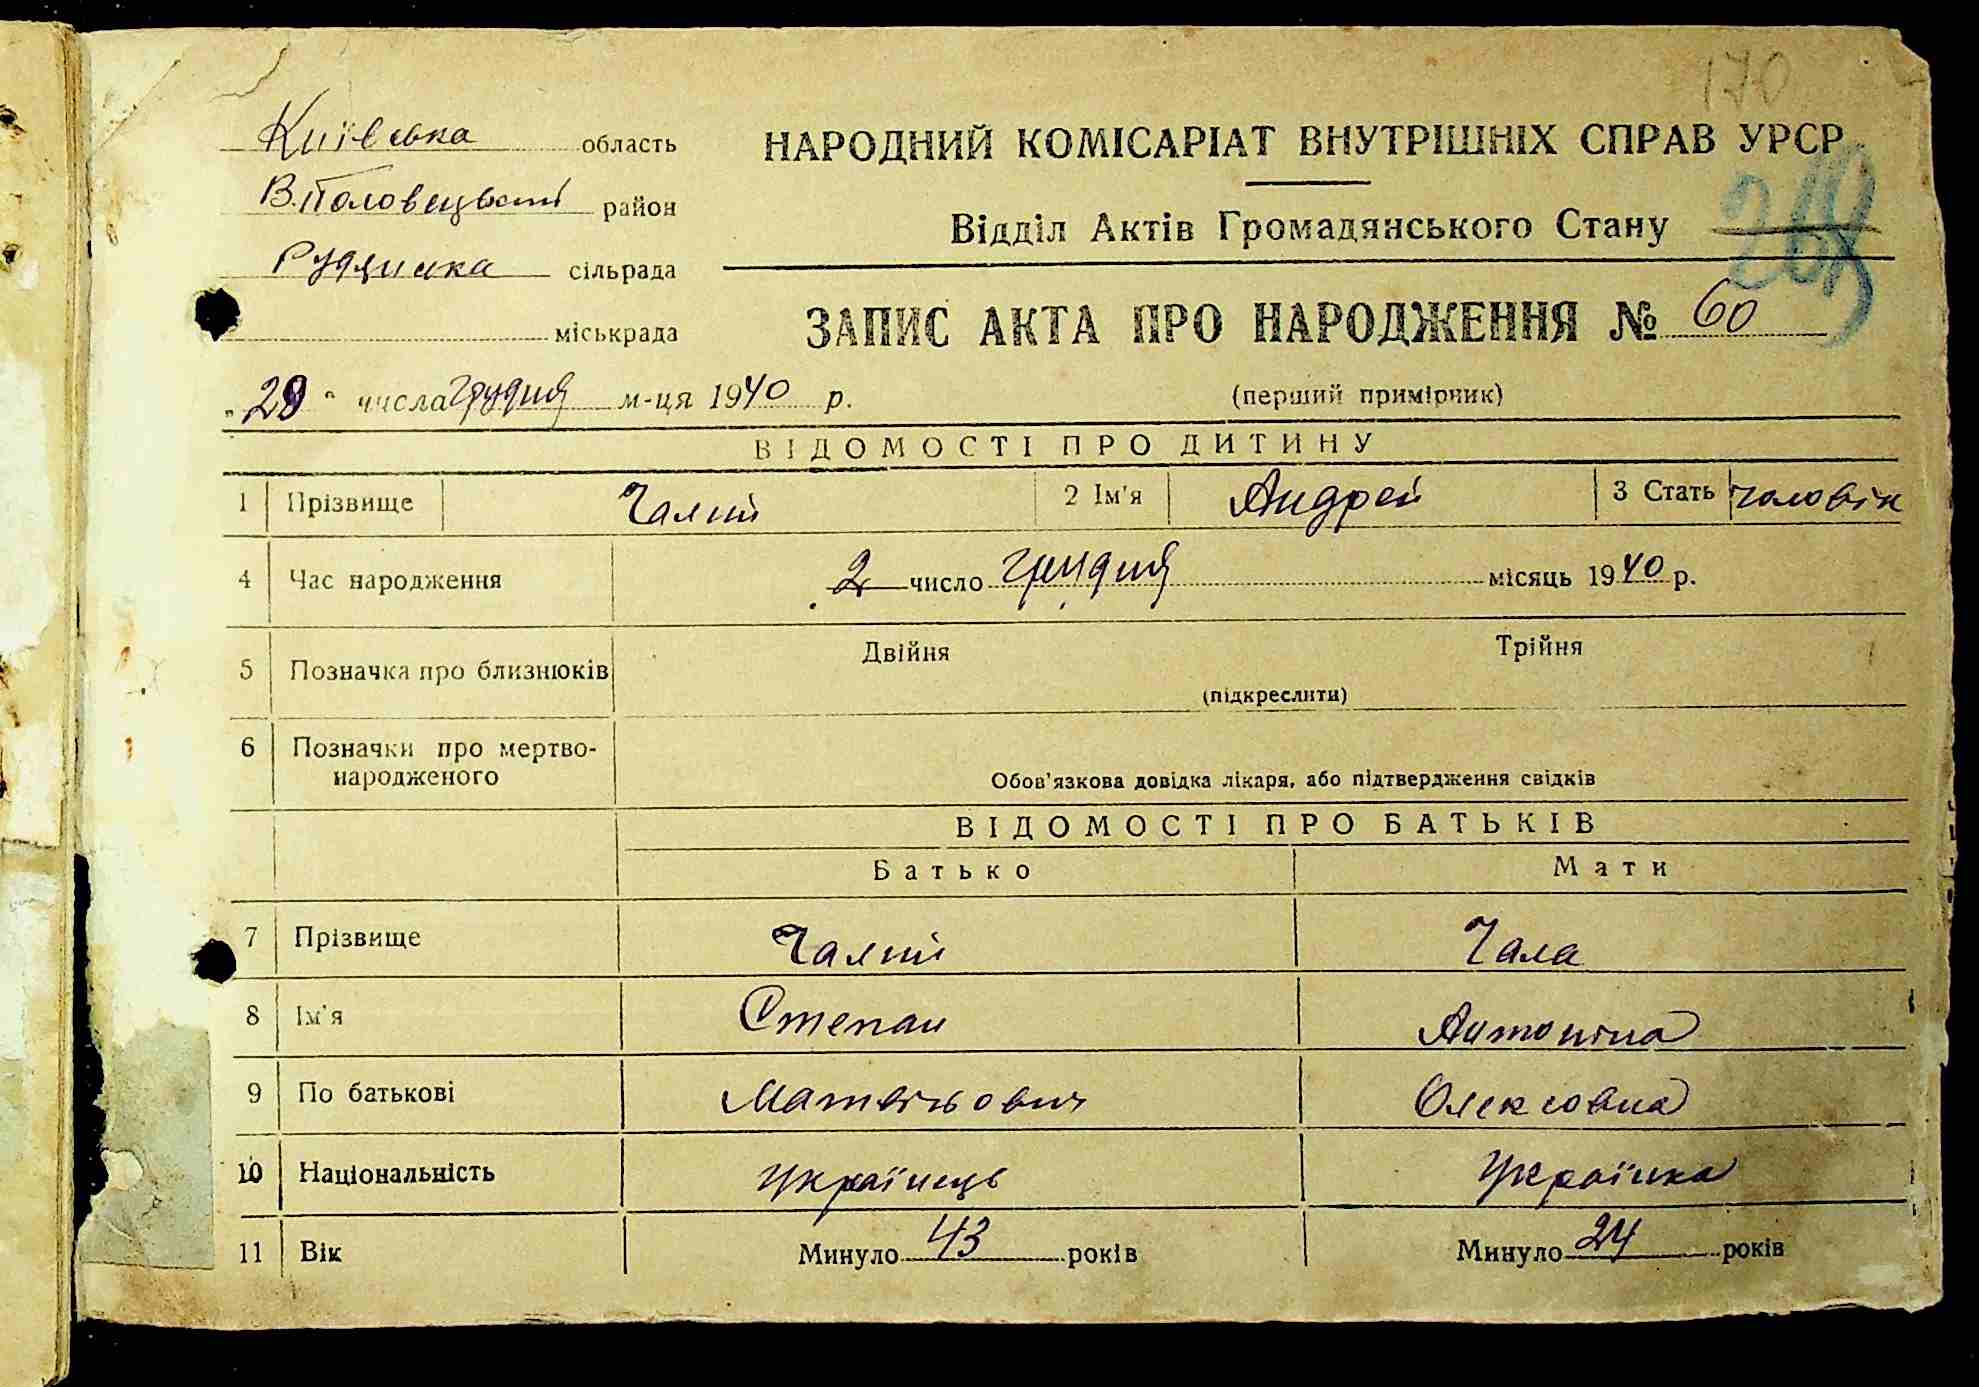 170
Київська область
НАРОДНИЙ КОМІСАРІАТ ВНУТРІШНІХ СПРАВ УРСР
В.Половецький район
Відділ Актів Громадянського Стану
сільрада
ЗАПИС АКТА ПРО НАРОДЖЕННЯ № 60
міськрада
„29“ числа грудня м-ця 1940 р.
(перший примірник)
ВІДОМОСТІ ПРО ДИТИНУ
1 Прізвище Чалий 2 Ім'я Андрей 3 Стать чоловік
4 Час народження 2 число грудня місяць 1940 р.
5 Позначка про близнюків Двійня Трійня
(підкреслити)
6 Позначки про мертво-
народженого
Обов'язкова довідка лікаря, або підтвердження свідків
ВІДОМОСТІ ПРО БАТЬКІВ
Батько Мати
7 Прізвище Чалий Чала
8 Ім'я Степан Антоніна
9 По батькові Матвійович Олексовна
10 Національність Українець Українка
11 Вік Минуло 43 років Минуло 24 років